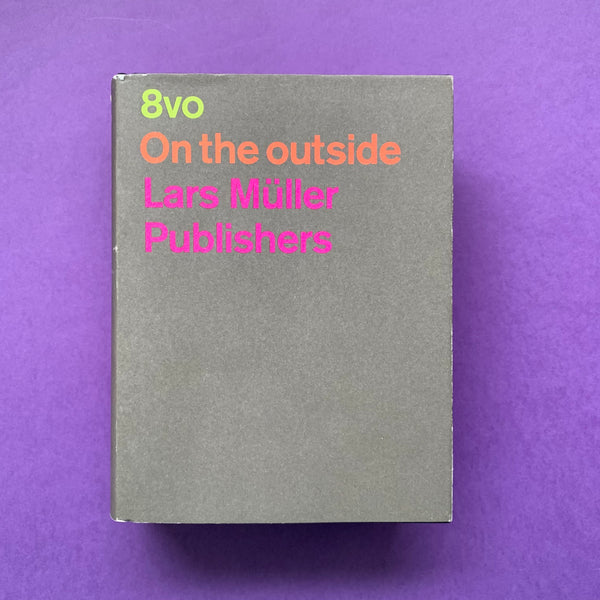 8vo
On the outside
Lars Müller
Publishers